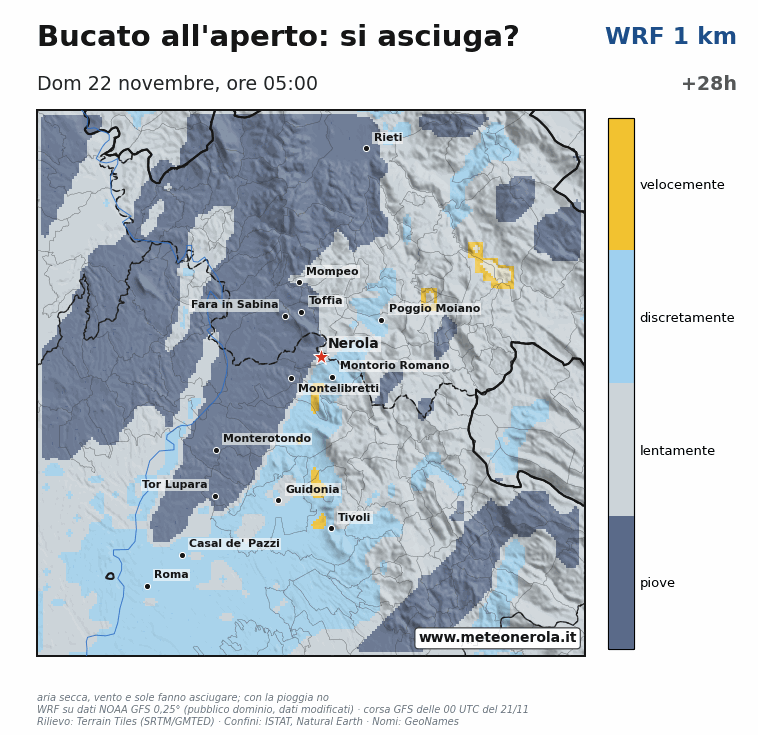 Bucato all'aperto: si asciuga?
WRF 1 km
Dom 22 novembre, ore 05:00
+28h
Rieti
Mompeo
Toffia
Fara in Sabina
Poggio Moiano
Nerola
Montorio Romano
Montelibretti
Monterotondo
Tor Lupara
Guidonia
Tivoli
Casal de' Pazzi
Roma
www.meteonerola.it
velocemente
discretamente
lentamente
piove
aria secca, vento e sole fanno asciugare; con la pioggia no
WRF su dati NOAA GFS 0,25° (pubblico dominio, dati modificati) · corsa GFS delle 00 UTC del 21/11
Rilievo: Terrain Tiles (SRTM/GMTED) · Confini: ISTAT, Natural Earth · Nomi: GeoNames